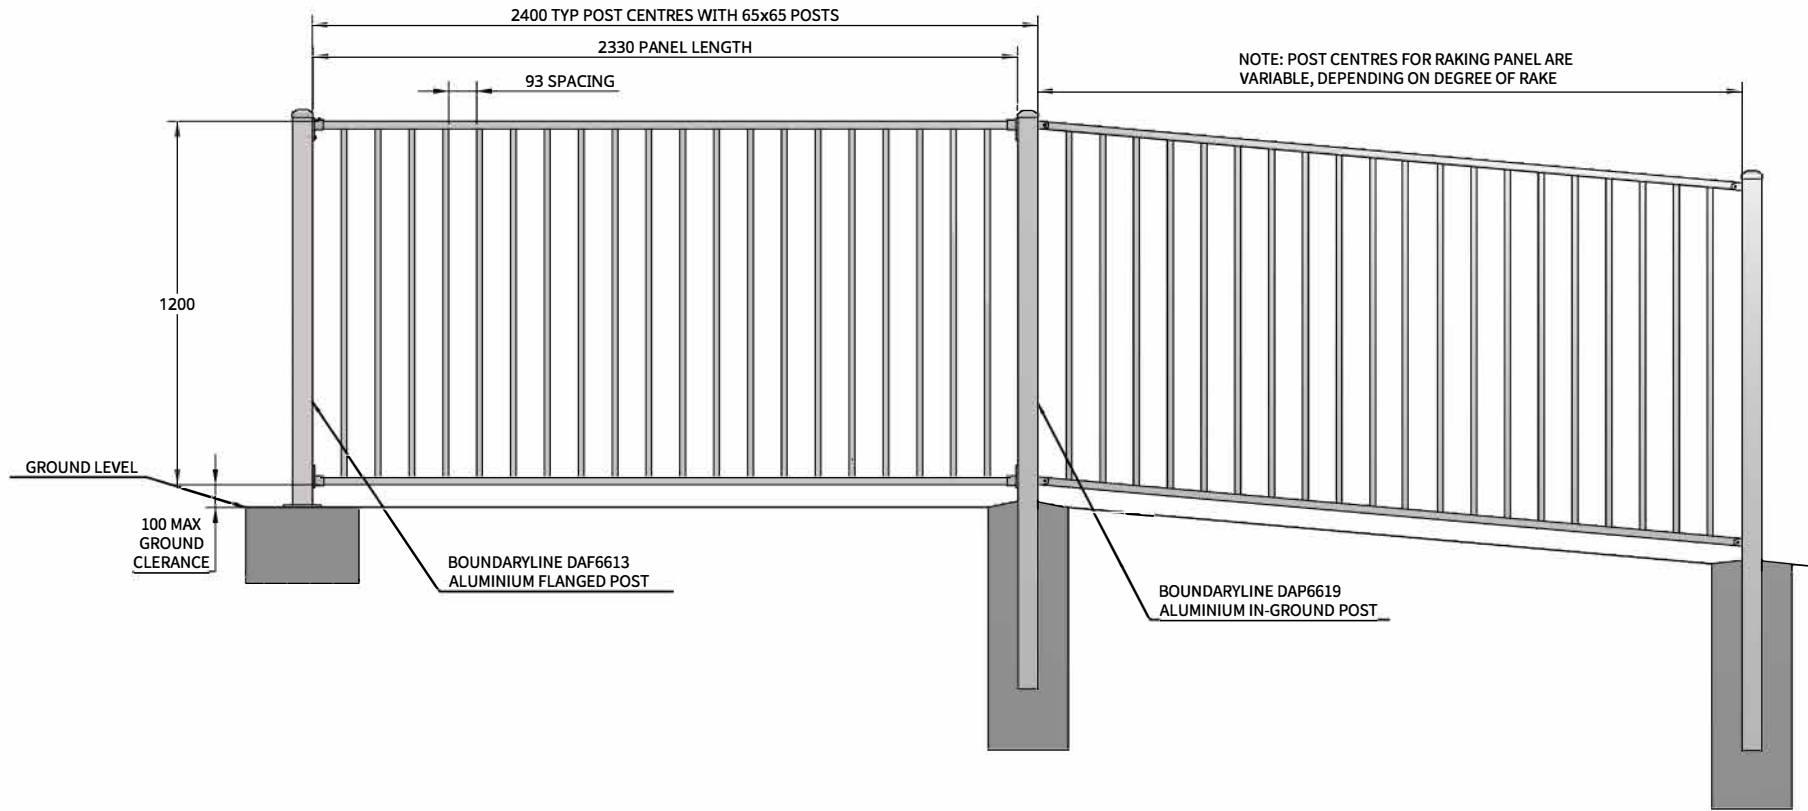 2400 TYP POST CENTRES WITH 65x65 POSTS
2330 PANEL LENGTH
93 SPACING
NOTE: POST CENTRES FOR RAKING PANEL ARE
VARIABLE, DEPENDING ON DEGREE OF RAKE
1200
GROUND LEVEL
100 MAX
GROUND
CLERANCE
BOUNDARYLINE DAF6613
ALUMINIUM FLANGED POST
BOUNDARYLINE DAP6619
ALUMINIUM IN-GROUND POST